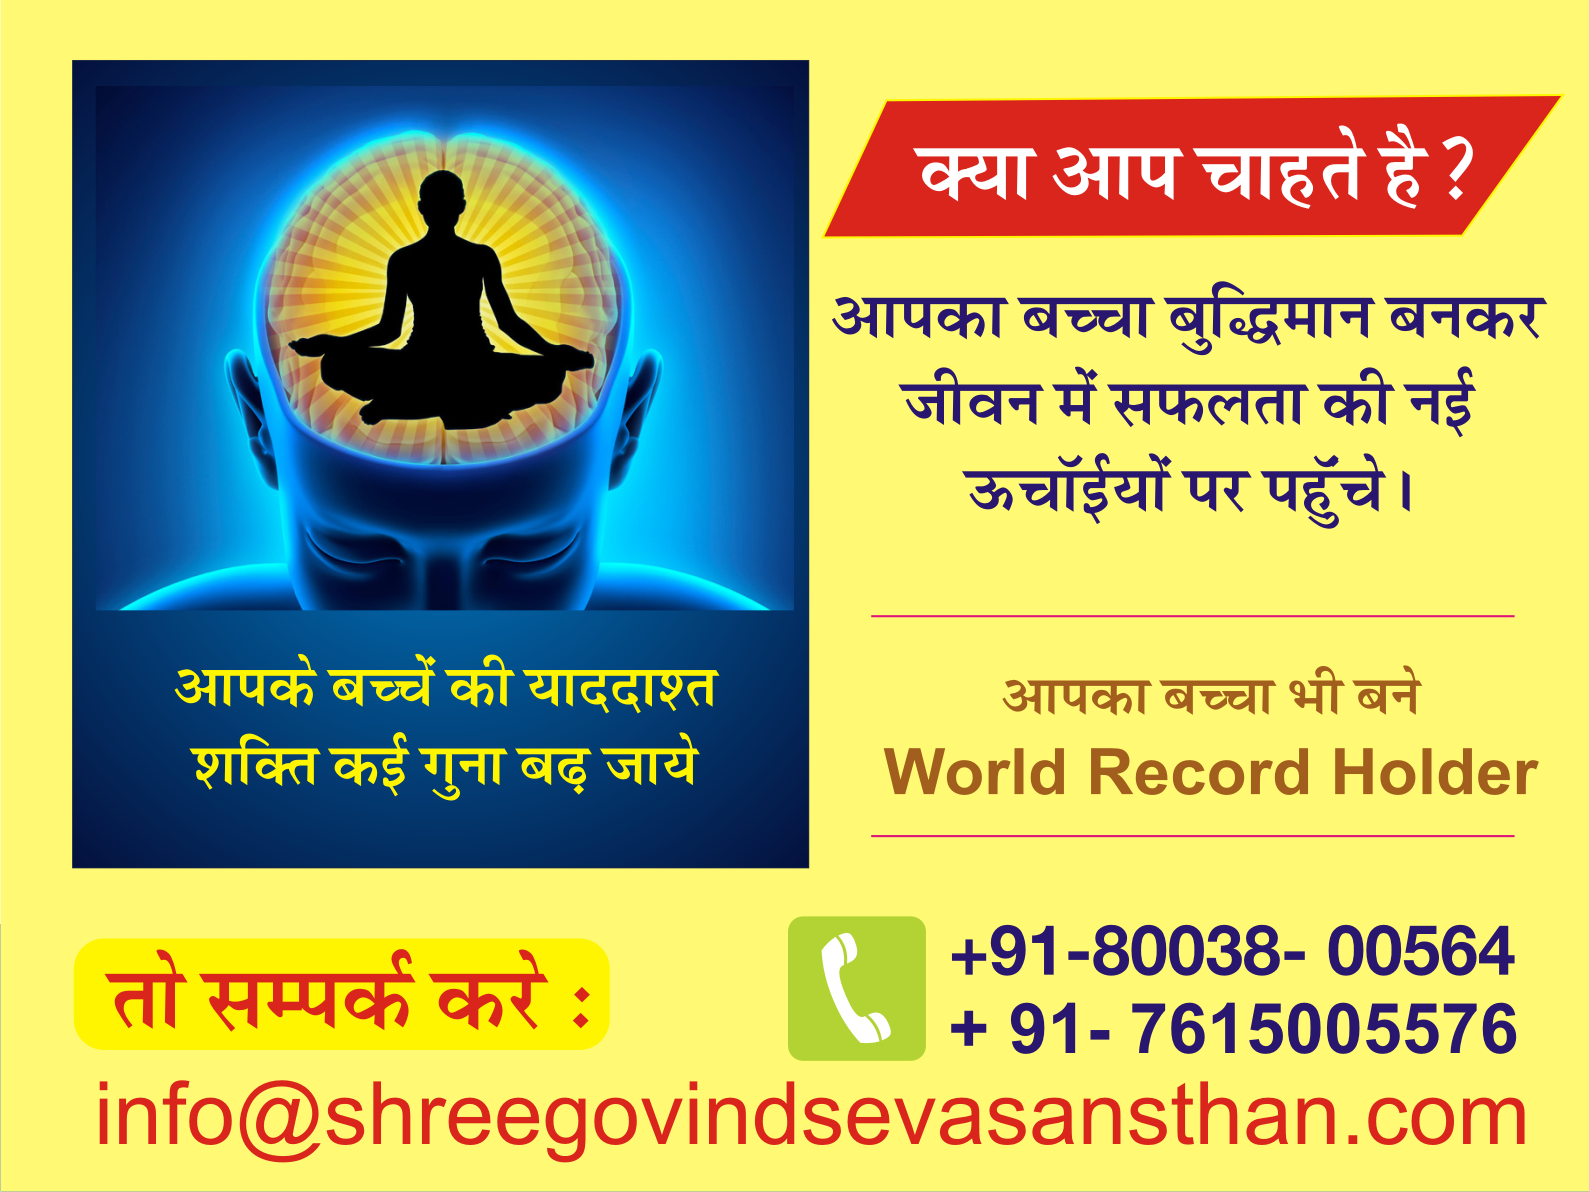 क्या आप चाहते है ?
आपका बच्चा बुद्धिमान बनकर
जीवन में सफलता की नई
ऊचॉईयों पर पहुॅंचे।
आपके बच्चें की याददाश्त
शक्ति कई गुना बढ़ जाये
आपका बच्चा भी बने
World Record Holder
तो सम्पर्क करे :
+91-80038- 00564
+ 91- 7615005576
info@shreegovindsevasansthan.com